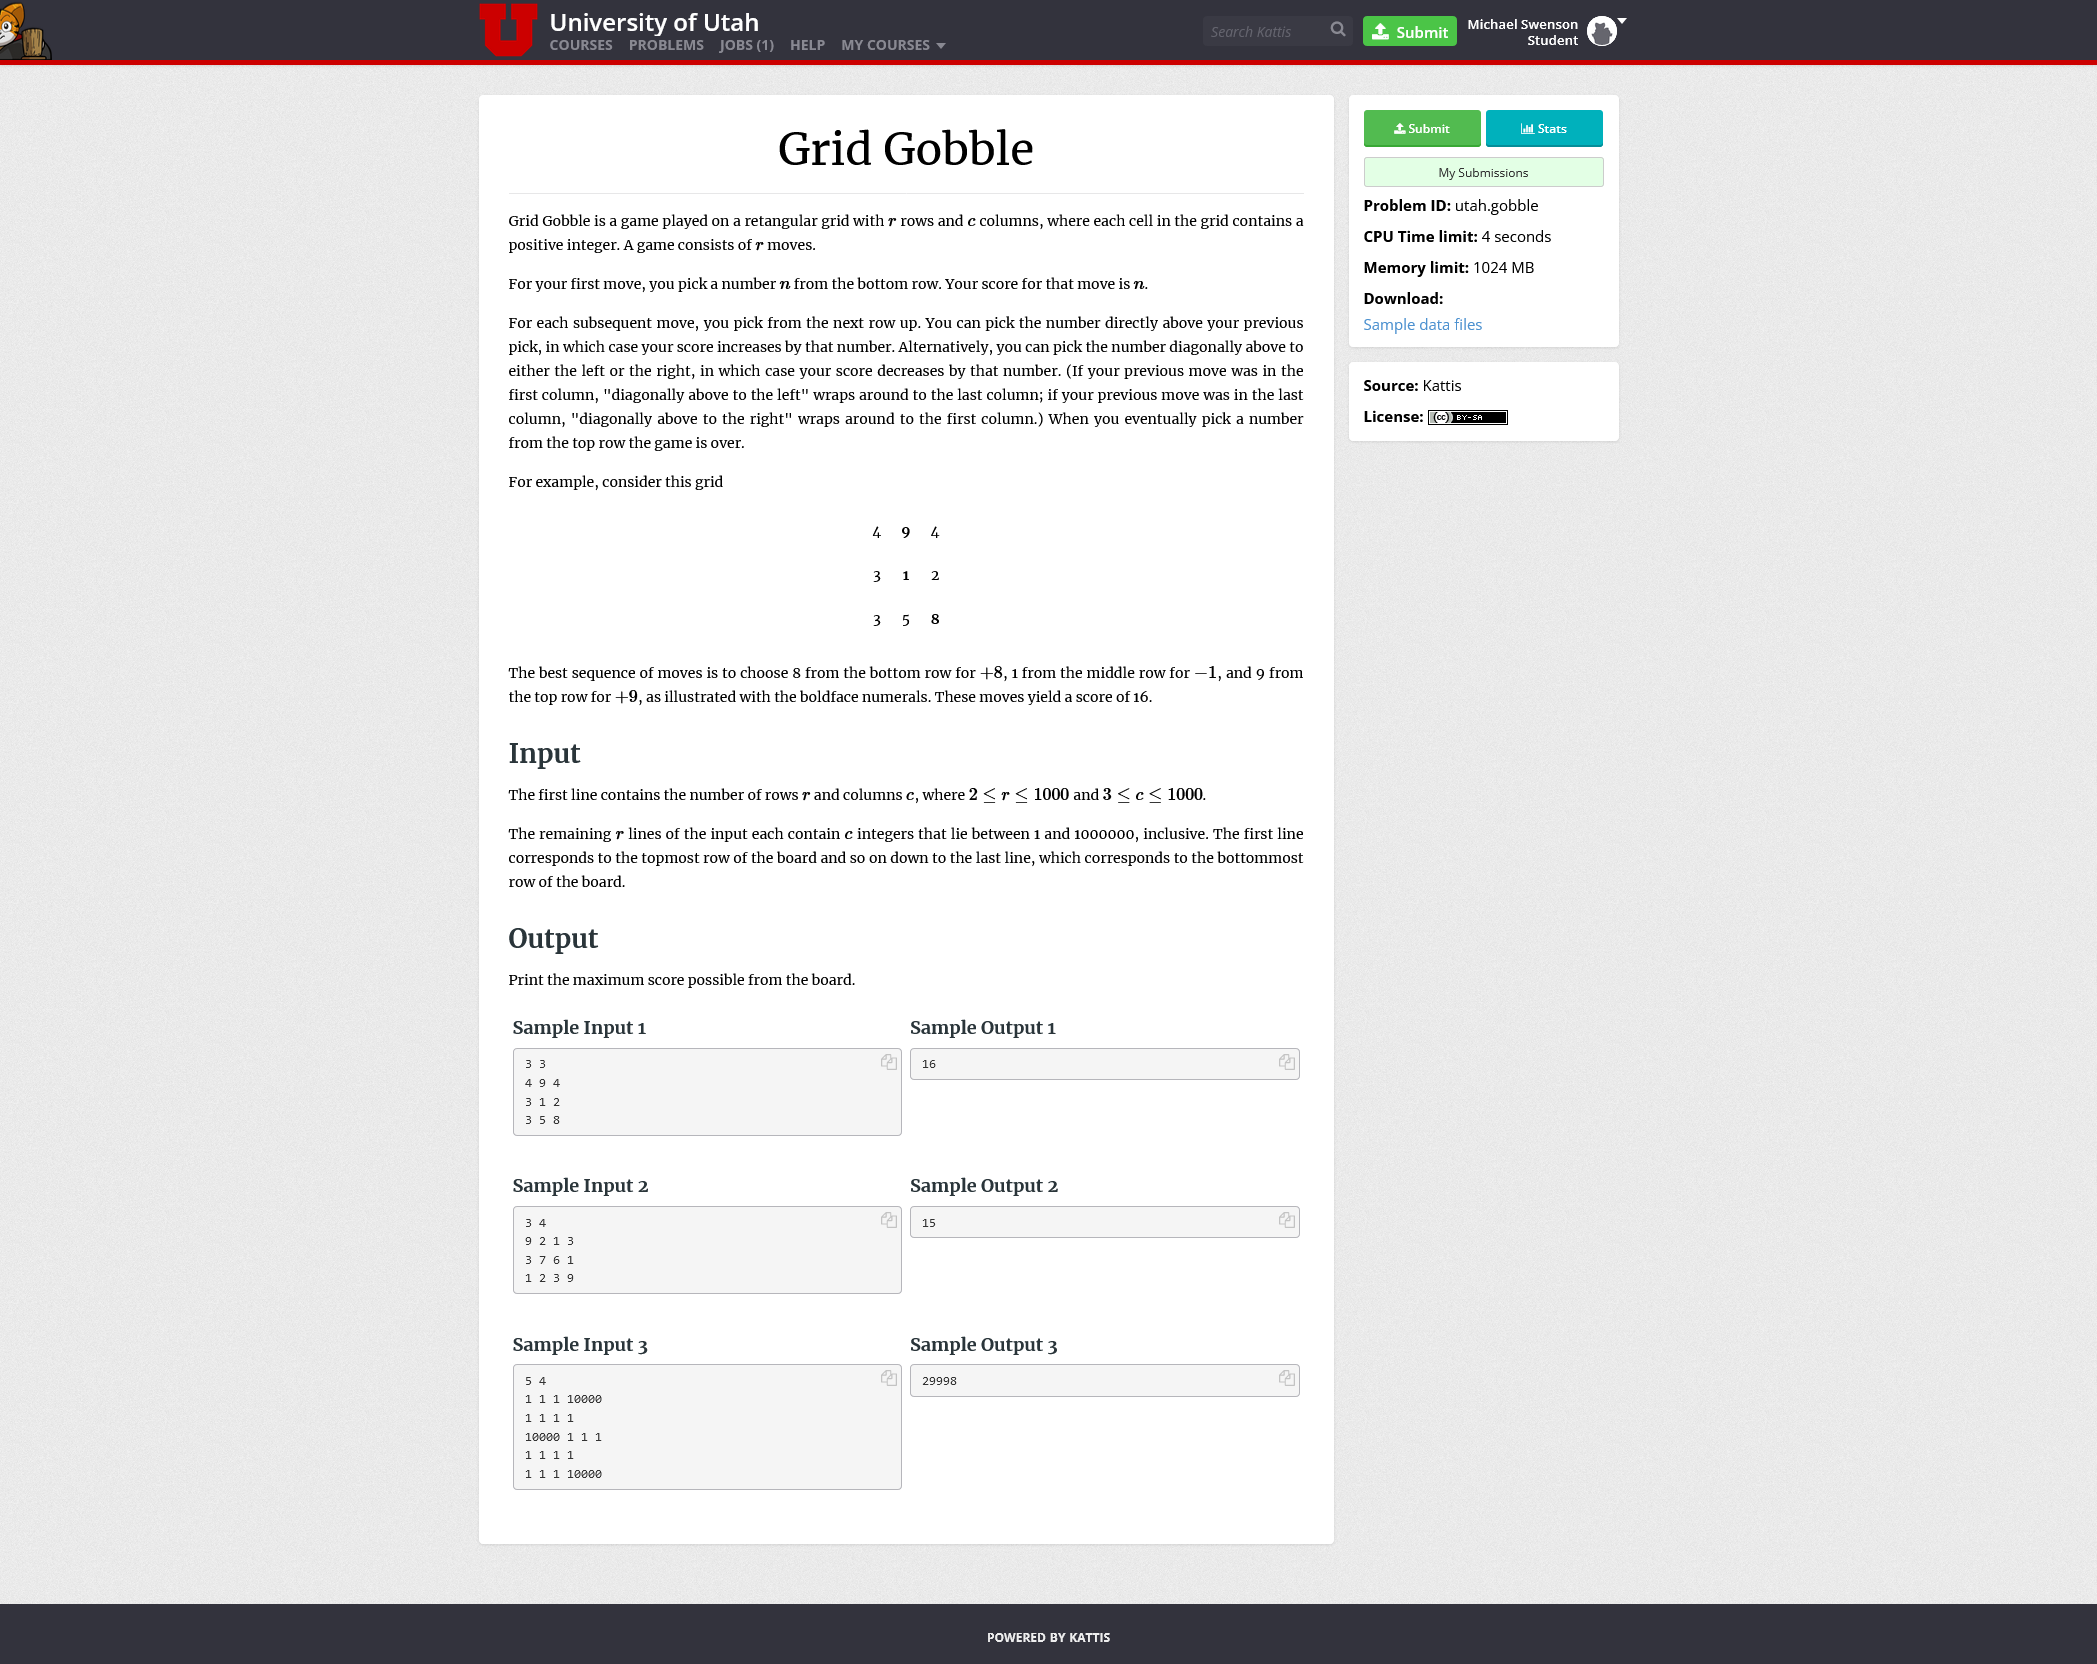 University of Utah
COURSES PROBLEMS JOBS (1) HELP MY COURSES
Search Kattis
Submit
Michael Swenson
Student
Grid Gobble
Grid Gobble is a game played on a retangular grid with r rows and c columns, where each cell in the grid contains a
positive integer. A game consists of r moves.
For your first move, you pick a number n from the bottom row. Your score for that move is n.
For each subsequent move, you pick from the next row up. You can pick the number directly above your previous
pick, in which case your score increases by that number. Alternatively, you can pick the number diagonally above to
either the left or the right, in which case your score decreases by that number. (If your previous move was in the
first column, "diagonally above to the left" wraps around to the last column; if your previous move was in the last
column, "diagonally above to the right" wraps around to the first column.) When you eventually pick a number
from the top row the game is over.
For example, consider this grid
4 9 4
3 1 2
3 5 8
The best sequence of moves is to choose 8 from the bottom row for +8, 1 from the middle row for −1, and 9 from
the top row for +9, as illustrated with the boldface numerals. These moves yield a score of 16.
Input
The first line contains the number of rows r and columns c, where 2 ≤ r ≤ 1000 and 3 ≤ c ≤ 1000.
The remaining r lines of the input each contain c integers that lie between 1 and 1000000, inclusive. The first line
corresponds to the topmost row of the board and so on down to the last line, which corresponds to the bottommost
row of the board.
Output
Print the maximum score possible from the board.
Sample Input 1
3 3
4 9 4
3 1 2
3 5 8
Sample Output 1
16
Sample Input 2
3 4
9 2 1 3
3 7 6 1
1 2 3 9
Sample Output 2
15
Sample Input 3
5 4
1 1 1 10000
1 1 1 1
10000 1 1 1
1 1 1 1
1 1 1 10000
Sample Output 3
29998
Submit
Stats
My Submissions
Problem ID: utah.gobble
CPU Time limit: 4 seconds
Memory limit: 1024 MB
Download:
Sample data files
Source: Kattis
License: (cc) BY-SA
POWERED BY KATTIS